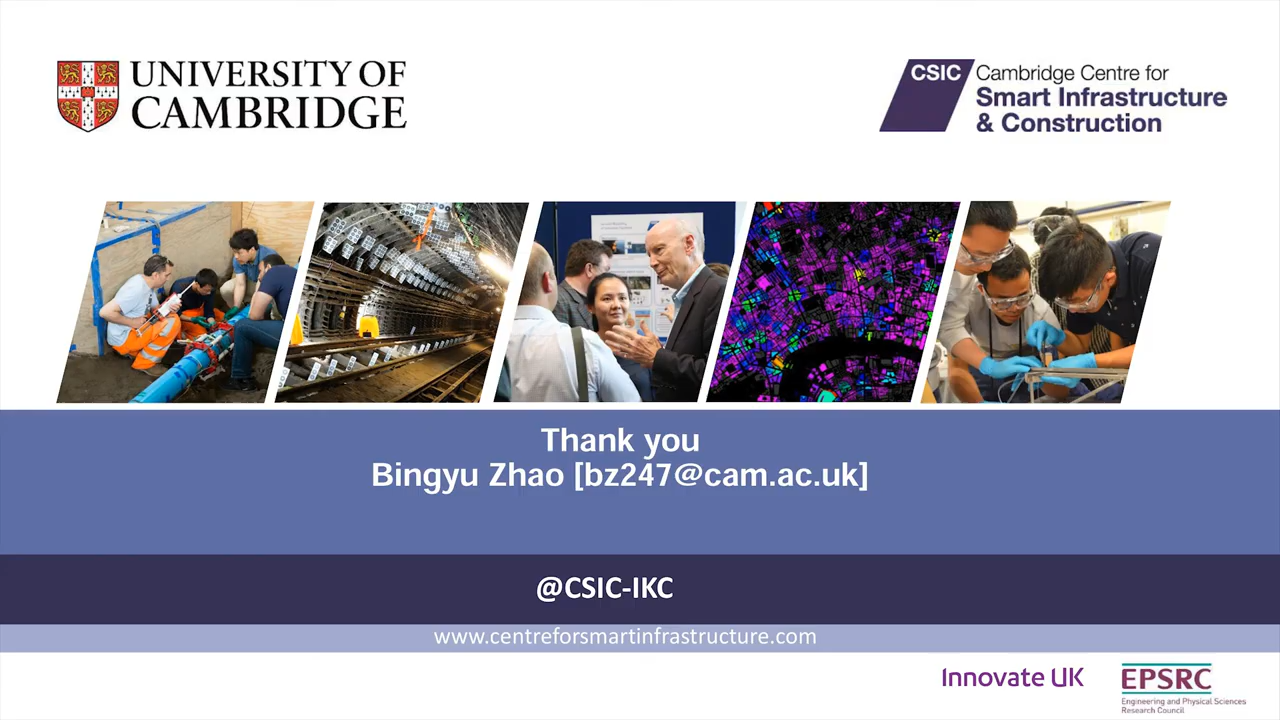 UNIVERSITY OF
CAMBRIDGE
CSIC
Cambridge Centre for
Smart Infrastructure
& Construction
Thank you
Bingyu Zhao [bz247@cam.ac.uk]
@CSIC-IKC
www.centreforsmartinfrastructure.com
Innovate UK
EPSRC
Engineering and Physical Sciences
Research Council